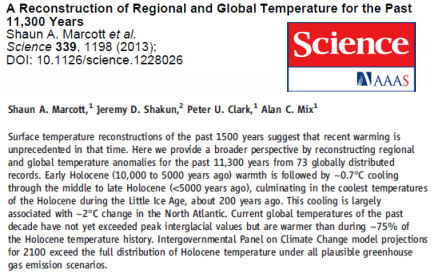 A Reconstruction of Regional and Global Temperature for the Past
11,300 Years
Shaun A. Marcott et al.
Science 339, 1198 (2013);
DOI: 10.1126/science.1228026
Science
AAAS
Shaun A. Marcott,1 Jeremy D. Shakun,2 Peter U. Clark,1 Alan C. Mix1
Surface temperature reconstructions of the past 1500 years suggest that recent warming is
unprecedented in that time. Here we provide a broader perspective by reconstructing regional
and global temperature anomalies for the past 11,300 years from 73 globally distributed
records. Early Holocene (10,000 to 5000 years ago) warmth is followed by ~0.7°C cooling
through the middle to late Holocene (<5000 years ago), culminating in the coolest temperatures
of the Holocene during the Little Ice Age, about 200 years ago. This cooling is largely
associated with ~2°C change in the North Atlantic. Current global temperatures of the past
decade have not yet exceeded peak interglacial values but are warmer than during ~75% of
the Holocene temperature history. Intergovernmental Panel on Climate Change model projections
for 2100 exceed the full distribution of Holocene temperature under all plausible greenhouse
gas emission scenarios.